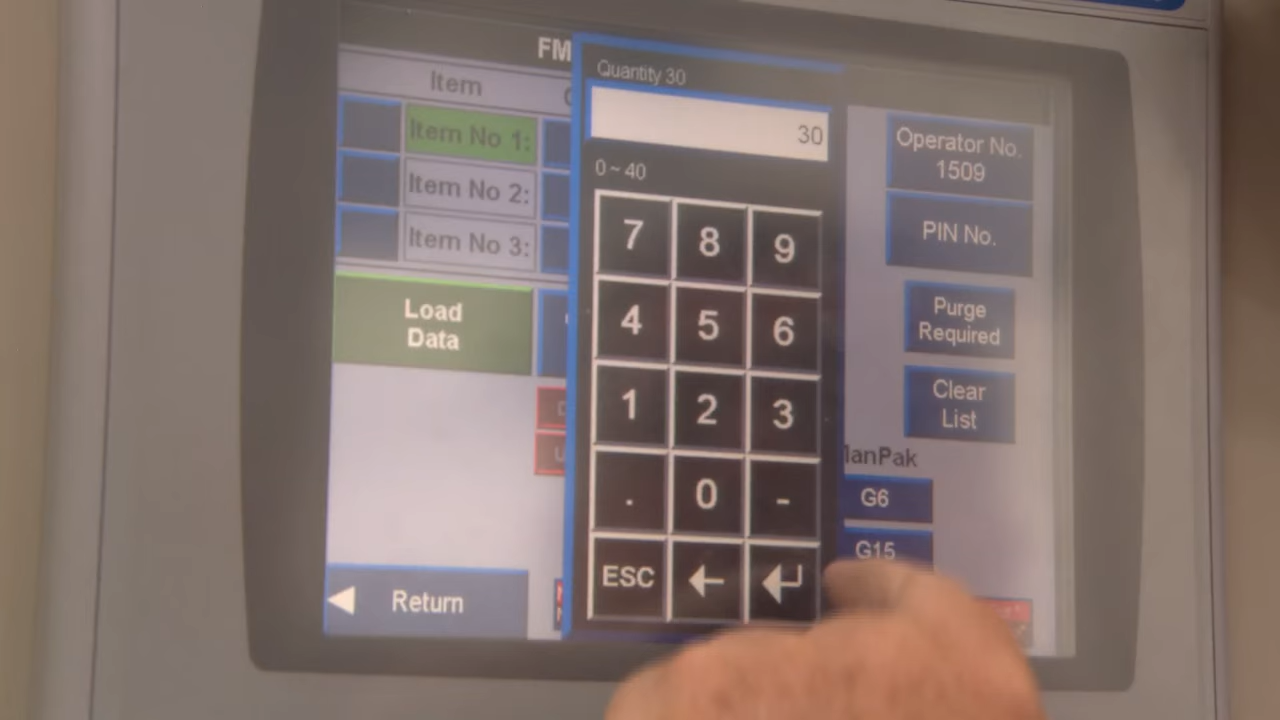 FM
Item
Item No 1:
Item No 2:
Item No 3:
Load
Data
Return
Quantity 30
30
0 ~ 40
7 8 9
4 5 6
1 2 3
. 0 -
ESC ← ↵
Operator No.
1509
PIN No.
Purge
Required
Clear
List
anPak
G6
G15